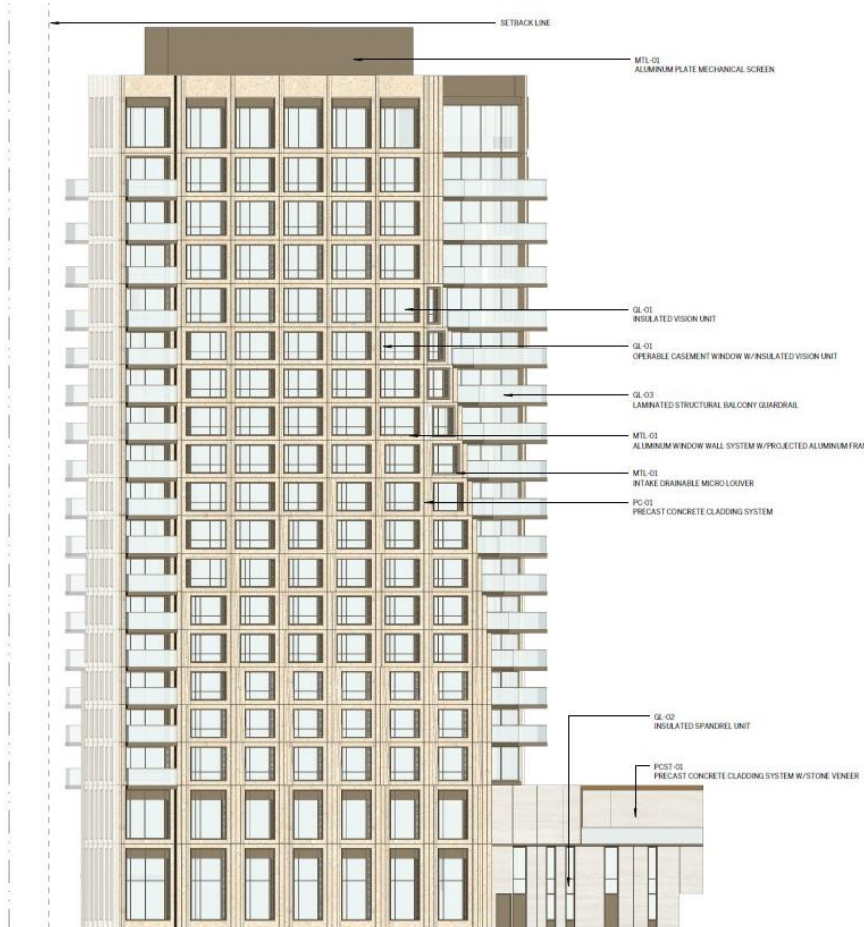 SETBACK LINE
MTL-01
ALUMINUM PLATE MECHANICAL SCREEN
GL-01
INSULATED VISION UNIT
GL-01
OPERABLE CASEMENT WINDOW W/INSULATED VISION UNIT
GL-03
LAMINATED STRUCTURAL BALCONY GUARDRAIL
MTL-01
ALUMINUM WINDOW WALL SYSTEM W/PROJECTED ALUMINUM FRA
MTL-01
INTAKE DRAINABLE MICRO LOUVER
PC-01
PRECAST CONCRETE CLADDING SYSTEM
GL-02
INSULATED SPANDREL UNIT
PCST-01
PRECAST CONCRETE CLADDING SYSTEM W/STONE VENEER